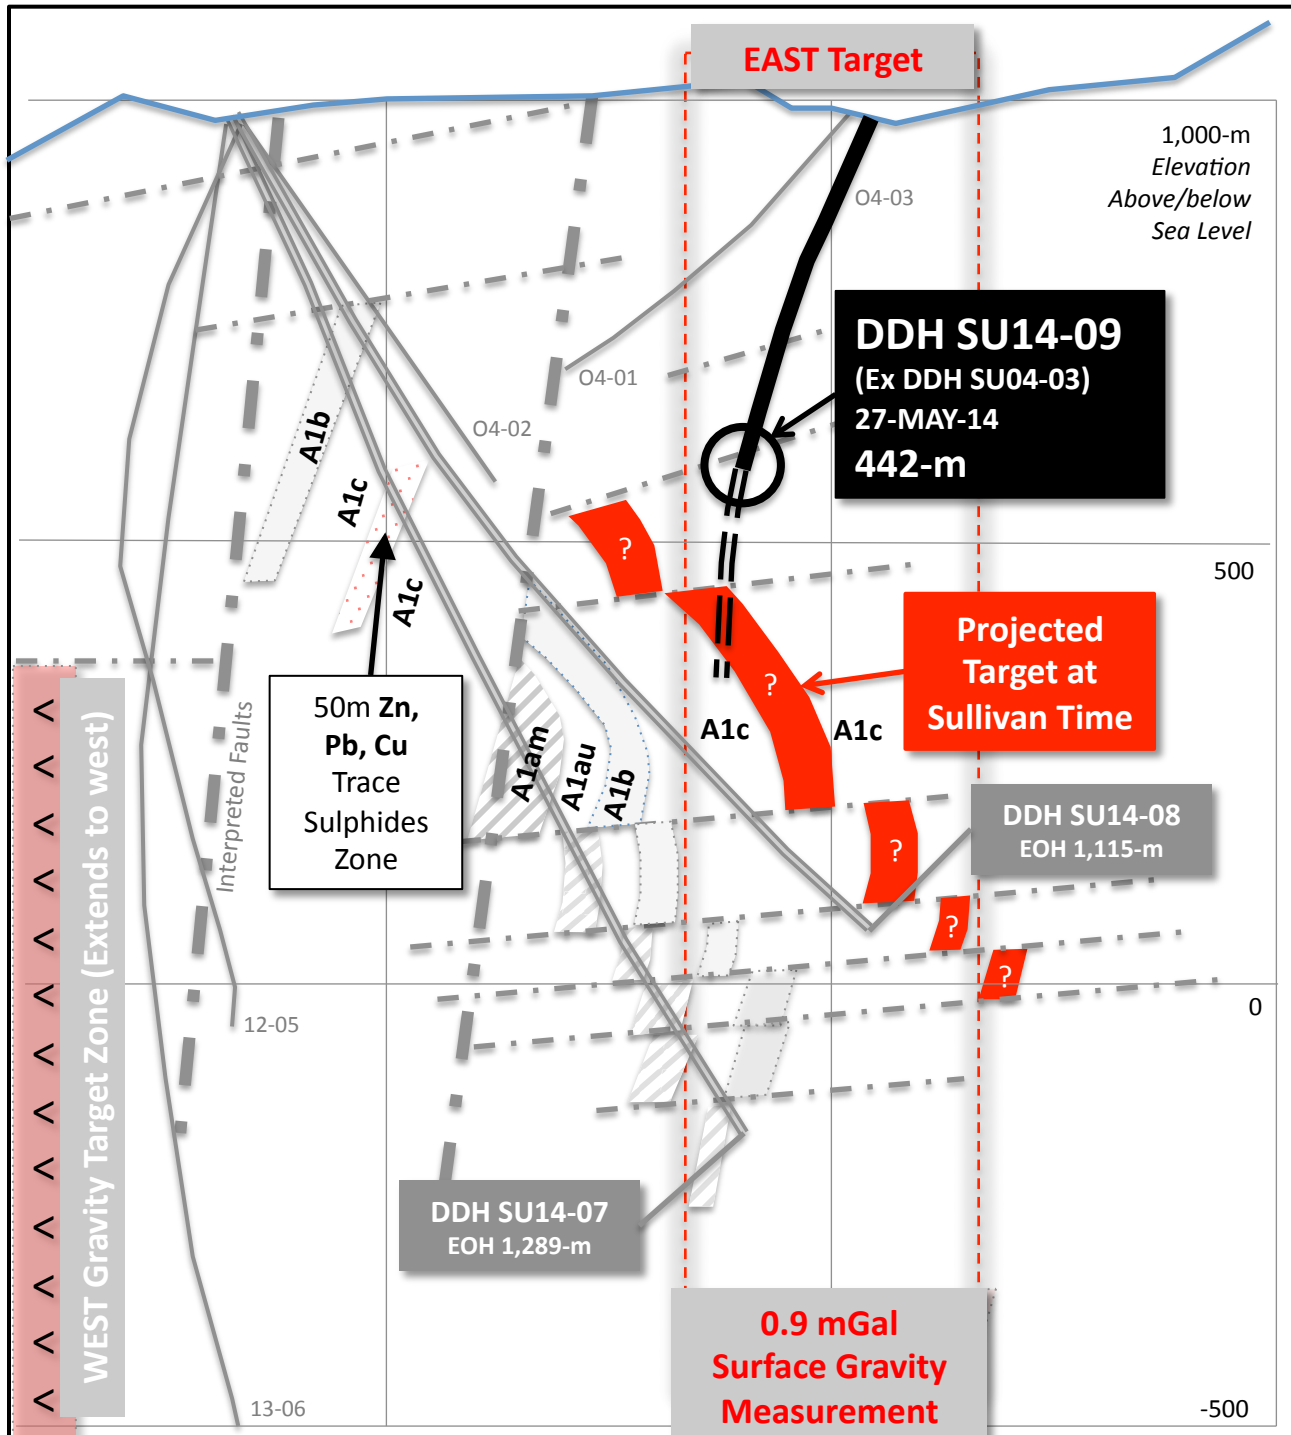 EAST Target
1,000-m
Elevation
Above/below
Sea Level
O4-03
DDH SU14-09
(Ex DDH SU04-03)
27-MAY-14
442-m
O4-01
O4-02
A1b
A1c
A1c
?
500
Projected
Target at
Sullivan Time
?
A1c
A1c
50m Zn,
Pb, Cu
Trace
Sulphides
Zone
Interpreted Faults
A1am
A1au
A1b
DDH SU14-08
EOH 1,115-m
?
?
?
0
WEST Gravity Target Zone (Extends to west)
<
<
<
<
<
<
<
<
<
<
<
<
<
12-05
DDH SU14-07
EOH 1,289-m
0.9 mGal
Surface Gravity
Measurement
13-06
-500